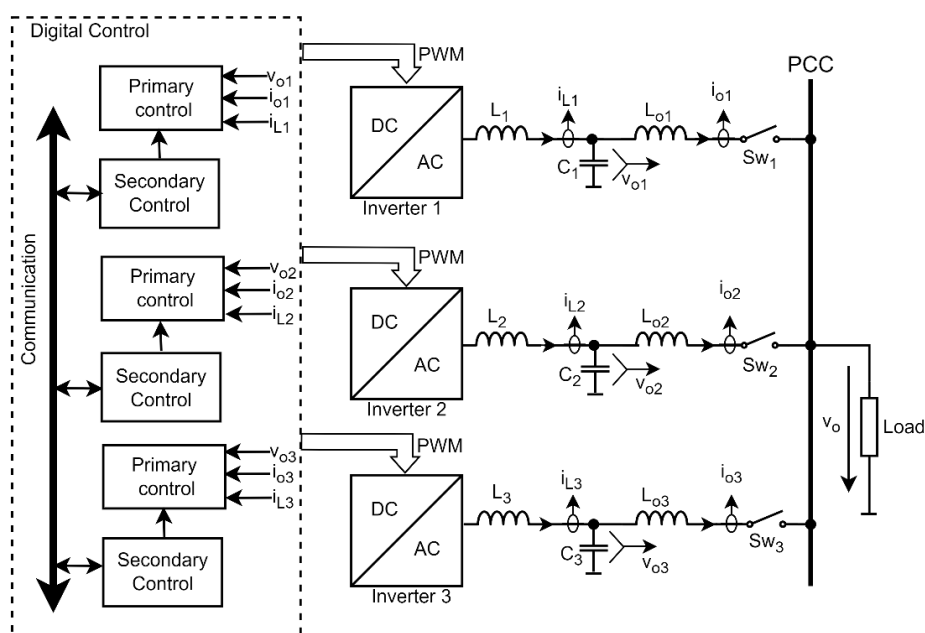 Digital Control
Primary
control
vo1
io1
iL1
Secondary
Control
Primary
control
vo2
io2
iL2
Secondary
Control
Primary
control
vo3
io3
iL3
Secondary
Control
Communication
PWM
DC
AC
Inverter 1
L1
iL1
C1
vo1
Lo1
io1
Sw1
PCC
PWM
DC
AC
Inverter 2
L2
iL2
C2
vo2
Lo2
io2
Sw2
vo
Load
PWM
DC
AC
Inverter 3
L3
iL3
C3
vo3
Lo3
io3
Sw3